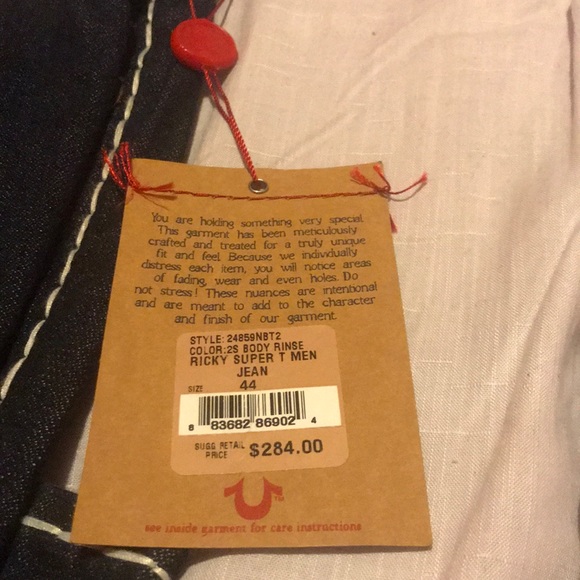 You are holding something very special
This garment has been meticulously
crafted and treated for a truly unique
fit and feel. Because we individually
distress each item, you will notice areas
of fading, wear and even holes. Do
not stress! These nuances are intentional
and are meant to add to the character
and finish of our garment.
STYLE: 24859NBT2
COLOR:2S BODY RINSE
RICKY SUPER T MEN
JEAN
SIZE 44
8 83682 86902 4
SUGG RETAIL PRICE $284.00
TM
see inside garment for care instructions